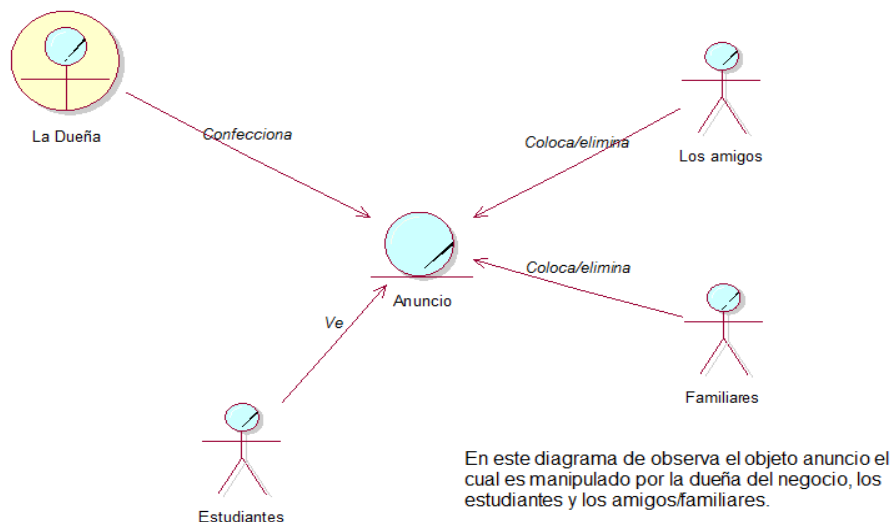 La Dueña
Confecciona
Coloca/elimina
Los amigos
Anuncio
Coloca/elimina
Ve
Familiares
Estudiantes
En este diagrama de observa el objeto anuncio el
cual es manipulado por la dueña del negocio, los
estudiantes y los amigos/familiares.